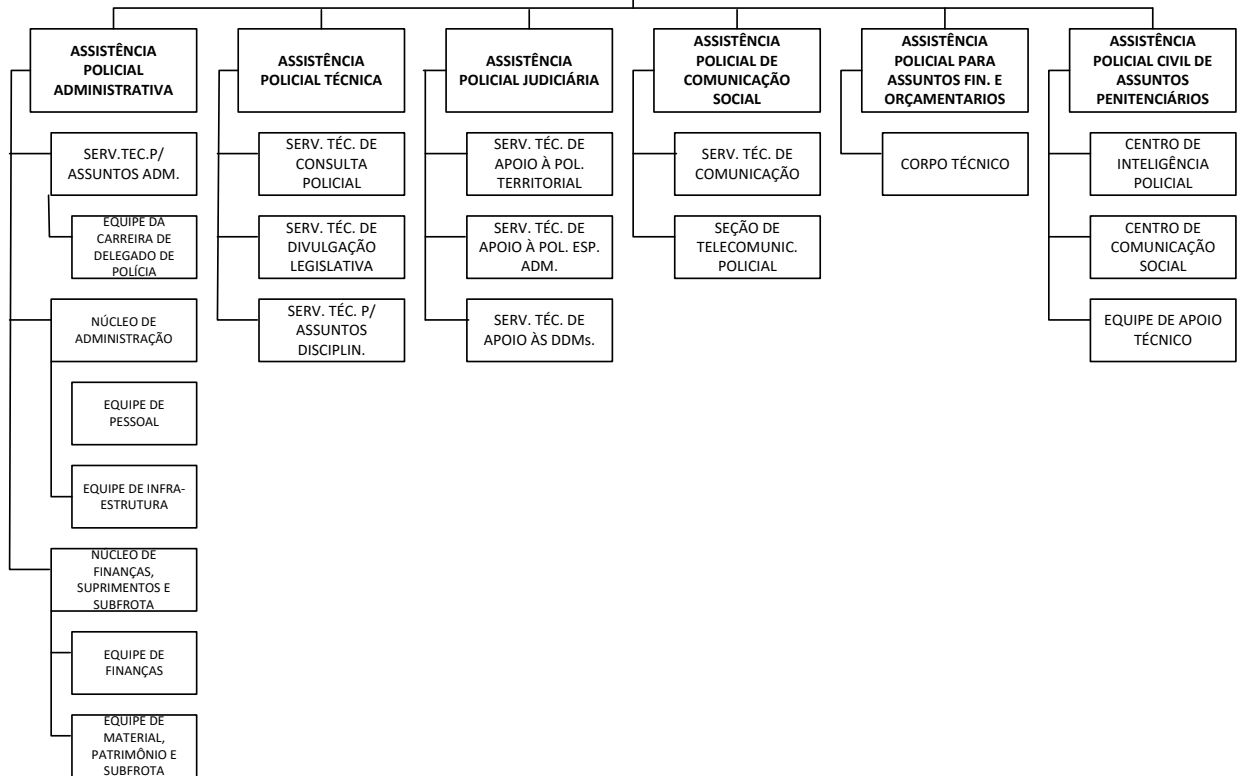 ASSISTÊNCIA
POLICIAL
ADMINISTRATIVA
SERV.TEC.P/
ASSUNTOS ADM.
EQUIPE DA
CARREIRA DE
DELEGADO DE
POLÍCIA
NÚCLEO DE
ADMINISTRAÇÃO
EQUIPE DE
PESSOAL
EQUIPE DE INFRA-
ESTRUTURA
NÚCLEO DE
FINANÇAS,
SUPRIMENTOS E
SUBFROTA
EQUIPE DE
FINANÇAS
EQUIPE DE
MATERIAL,
PATRIMÔNIO E
SUBFROTA
ASSISTÊNCIA
POLICIAL TÉCNICA
SERV. TÉC. DE
CONSULTA
POLICIAL
SERV. TÉC. DE
DIVULGAÇÃO
LEGISLATIVA
SERV. TÉC. P/
ASSUNTOS
DISCIPLIN.
ASSISTÊNCIA
POLICIAL JUDICIÁRIA
SERV. TÉC. DE
APOIO À POL.
TERRITORIAL
SERV. TÉC. DE
APOIO À POL. ESP.
ADM.
SERV. TÉC. DE
APOIO ÀS DDMs.
ASSISTÊNCIA
POLICIAL DE
COMUNICAÇÃO
SOCIAL
SERV. TÉC. DE
COMUNICAÇÃO
SEÇÃO DE
TELECOMUNIC.
POLICIAL
ASSISTÊNCIA
POLICIAL PARA
ASSUNTOS FIN. E
ORÇAMENTARIOS
CORPO TÉCNICO
ASSISTÊNCIA
POLICIAL CIVIL DE
ASSUNTOS
PENITENCIÁRIOS
CENTRO DE
INTELIGÊNCIA
POLICIAL
CENTRO DE
COMUNICAÇÃO
SOCIAL
EQUIPE DE APOIO
TÉCNICO